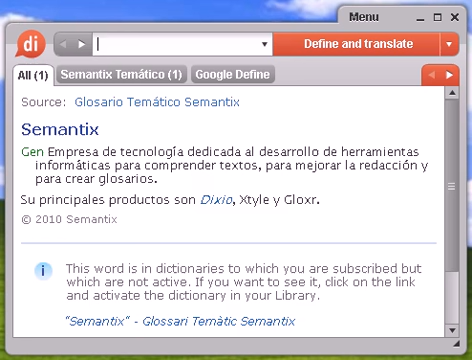 Menu
di
Define and translate
All (1)
Semantix Temático (1)
Google Define
Source: Glosario Temático Semantix
Semantix
Gen Empresa de tecnología dedicada al desarrollo de herramientas
informáticas para comprender textos, para mejorar la redacción y
para crear glosarios.
Su principales productos son Dixio, Xtyle y Gloxr.
© 2010 Semantix
i
This word is in dictionaries to which you are subscribed but
which are not active. If you want to see it, click on the link
and activate the dictionary in your Library.
"Semantix" - Glossari Temàtic Semantix